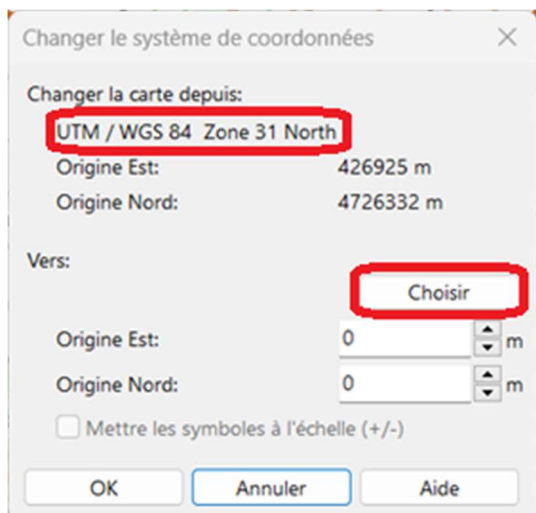 Changer le système de coordonnées
Changer la carte depuis:
UTM / WGS 84 Zone 31 North
Origine Est: 426925 m
Origine Nord: 4726332 m
Vers:
Choisir
Origine Est: 0 m
Origine Nord: 0 m
Mettre les symboles à l'échelle (+/-)
OK Annuler Aide